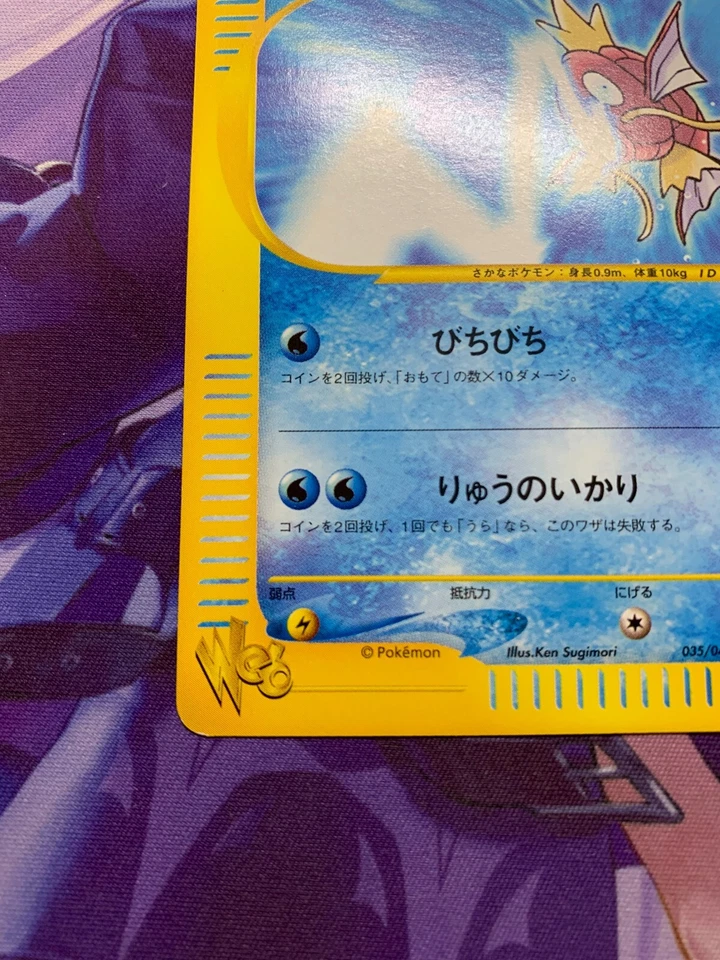 さかなポケモン：身長0.9m、体重10kg ID
びちびち
コインを2回投げ、「おもて」の数×10ダメージ。
りゅうのいかり
コインを2回投げ、1回でも「うら」なら、このワザは失敗する。
弱点 抵抗力 にげる
Web
© Pokémon Illus.Ken Sugimori 035/04